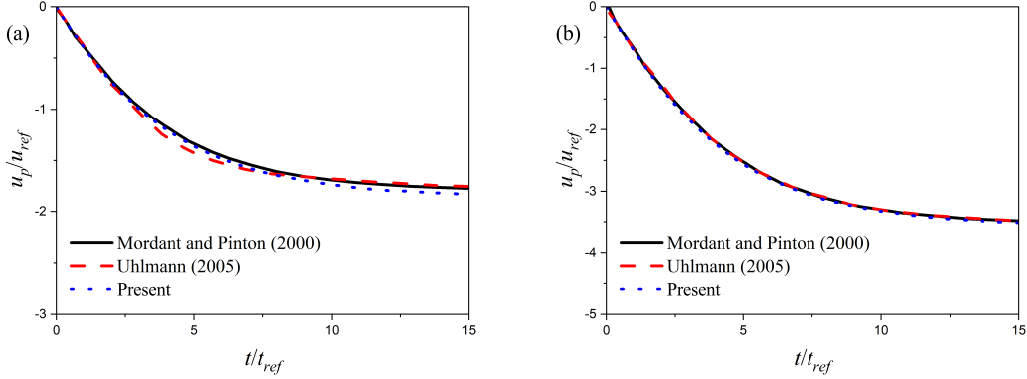 (a)
0
-1
-2
-3
u_p/u_ref
Mordant and Pinton (2000)
Uhlmann (2005)
Present
0 5 10 15
t/t_ref
(b)
0
-1
-2
-3
-4
-5
u_p/u_ref
Mordant and Pinton (2000)
Uhlmann (2005)
Present
0 5 10 15
t/t_ref